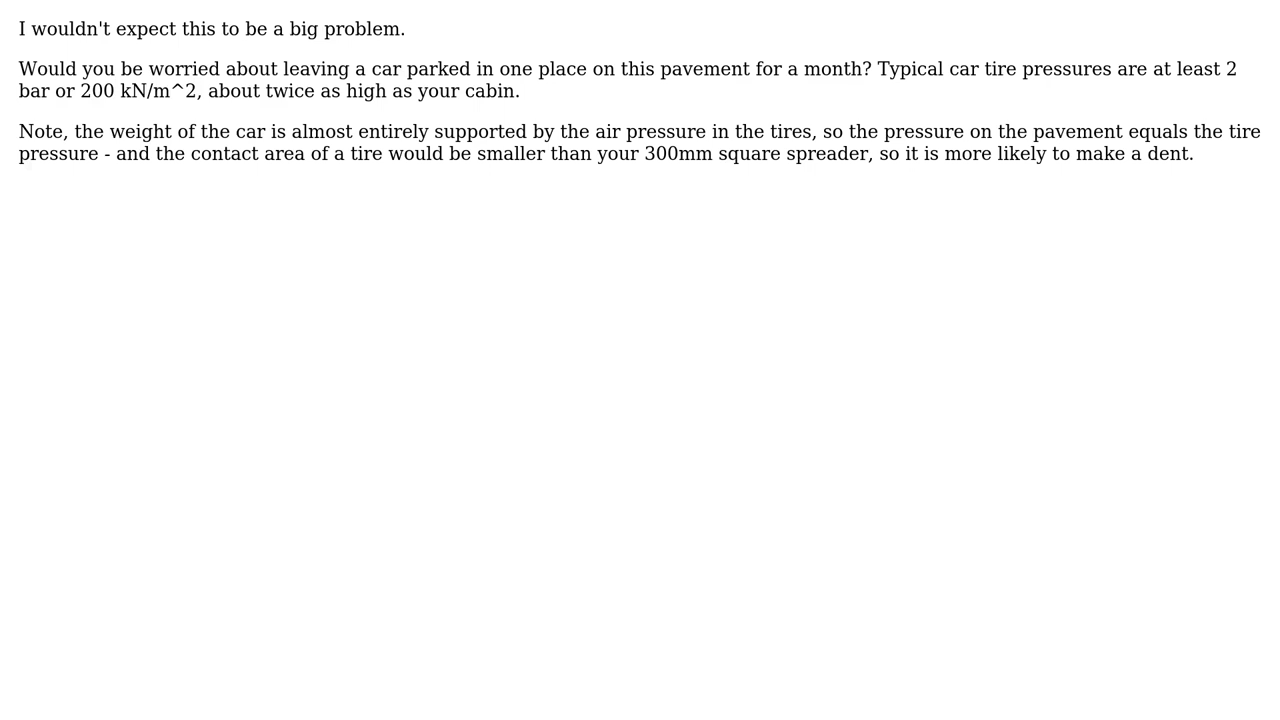 I wouldn't expect this to be a big problem.
Would you be worried about leaving a car parked in one place on this pavement for a month? Typical car tire pressures are at least 2
bar or 200 kN/m^2, about twice as high as your cabin.
Note, the weight of the car is almost entirely supported by the air pressure in the tires, so the pressure on the pavement equals the tire
pressure - and the contact area of a tire would be smaller than your 300mm square spreader, so it is more likely to make a dent.